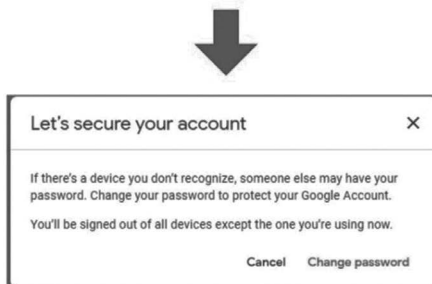 Let's secure your account
If there's a device you don't recognize, someone else may have your
password. Change your password to protect your Google Account.
You'll be signed out of all devices except the one you're using now.
Cancel Change password